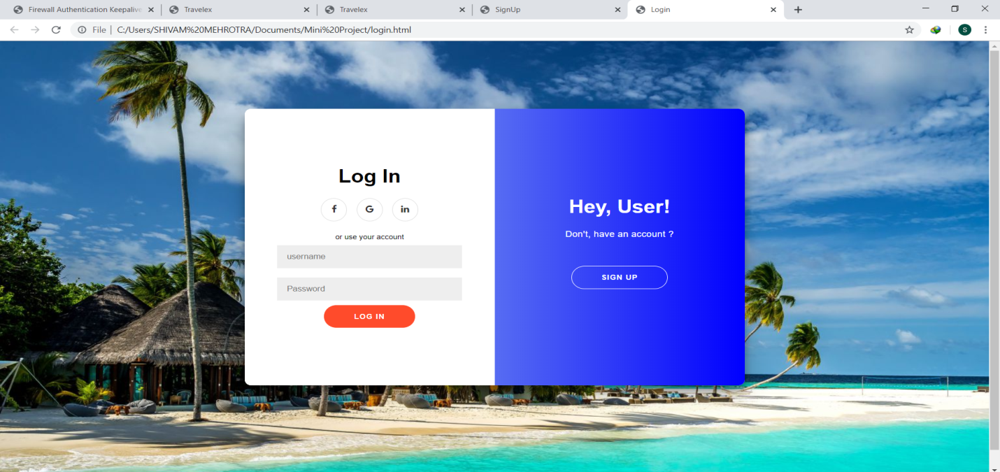 Firewall Authentication Keepalive
Travelex
Travelex
SignUp
Login
File | C:/Users/SHIVAM%20MEHROTRA/Documents/Mini%20Project/login.html
S
Log In
f G in
or use your account
username
Password
LOG IN
Hey, User!
Don't, have an account ?
SIGN UP